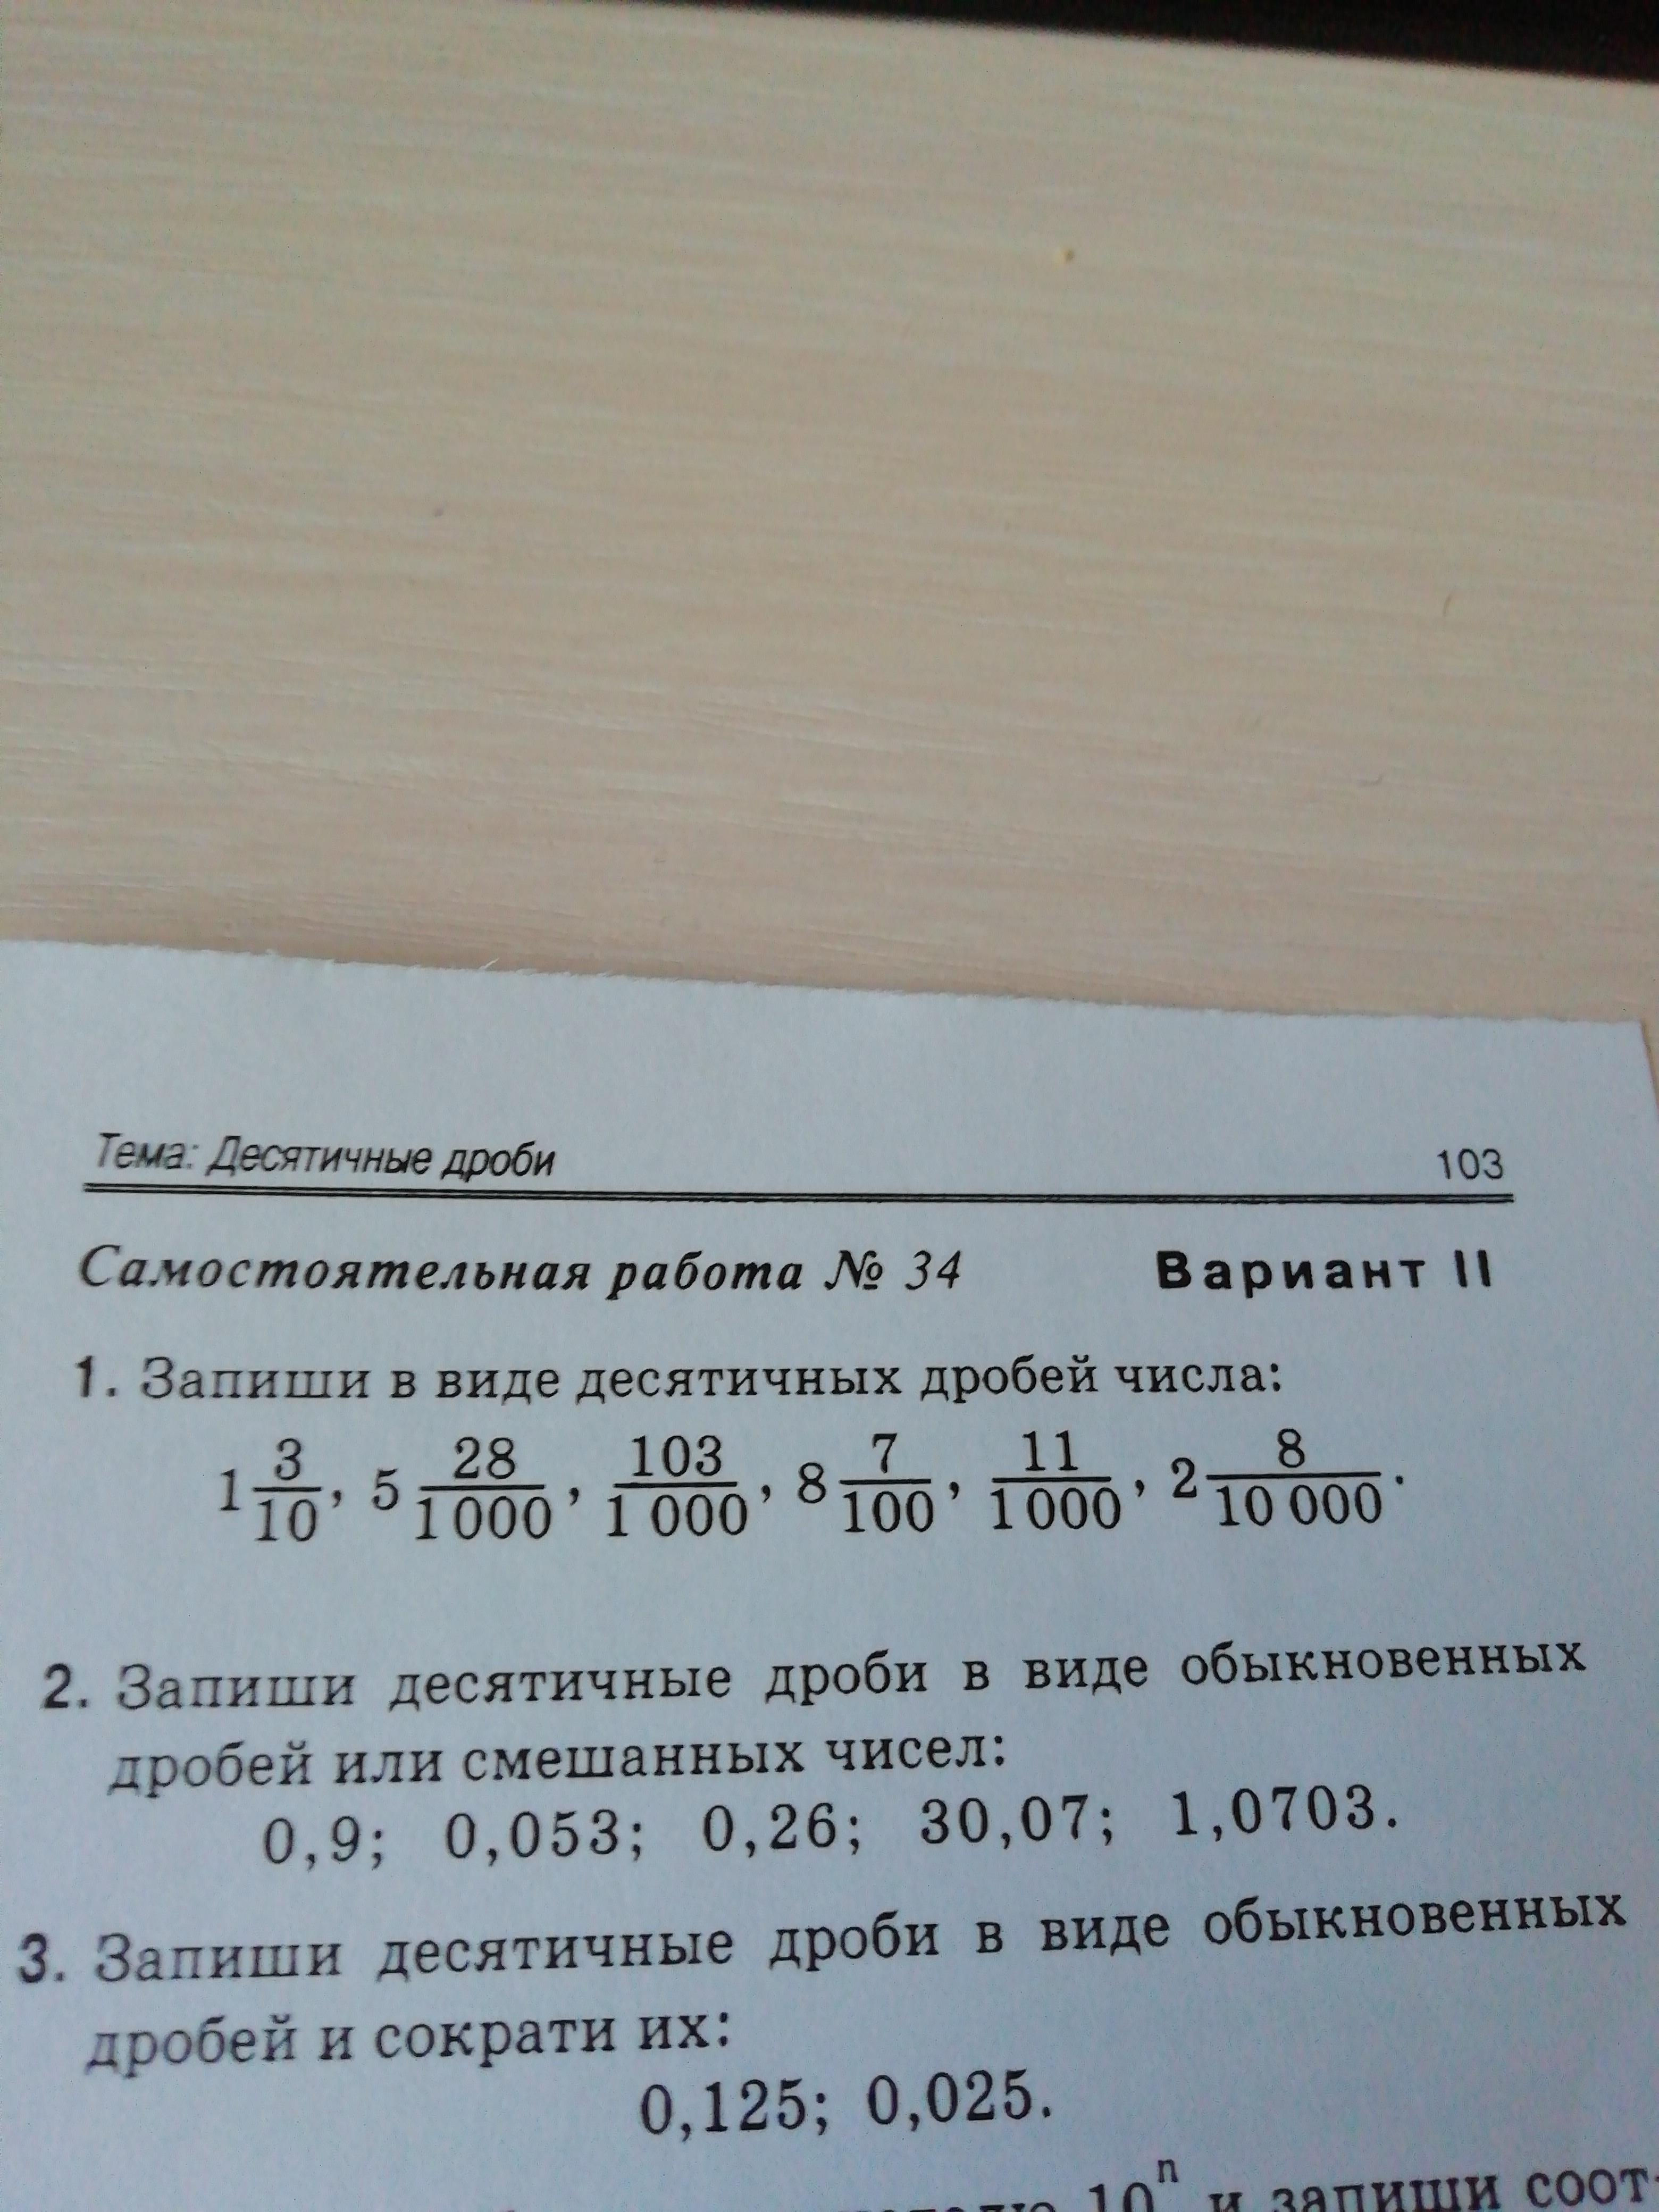 Тема: Десятичные дроби 103
Самостоятельная работа № 34 Вариант II
1. Запиши в виде десятичных дробей числа:
1 3/10, 5 28/1000, 103/1 000, 8 7/100, 11/1000, 2 8/10 000.
2. Запиши десятичные дроби в виде обыкновенных
дробей или смешанных чисел:
0,9; 0,053; 0,26; 30,07; 1,0703.
3. Запиши десятичные дроби в виде обыкновенных
дробей и сократи их:
0,125; 0,025.
10ⁿ и запиши